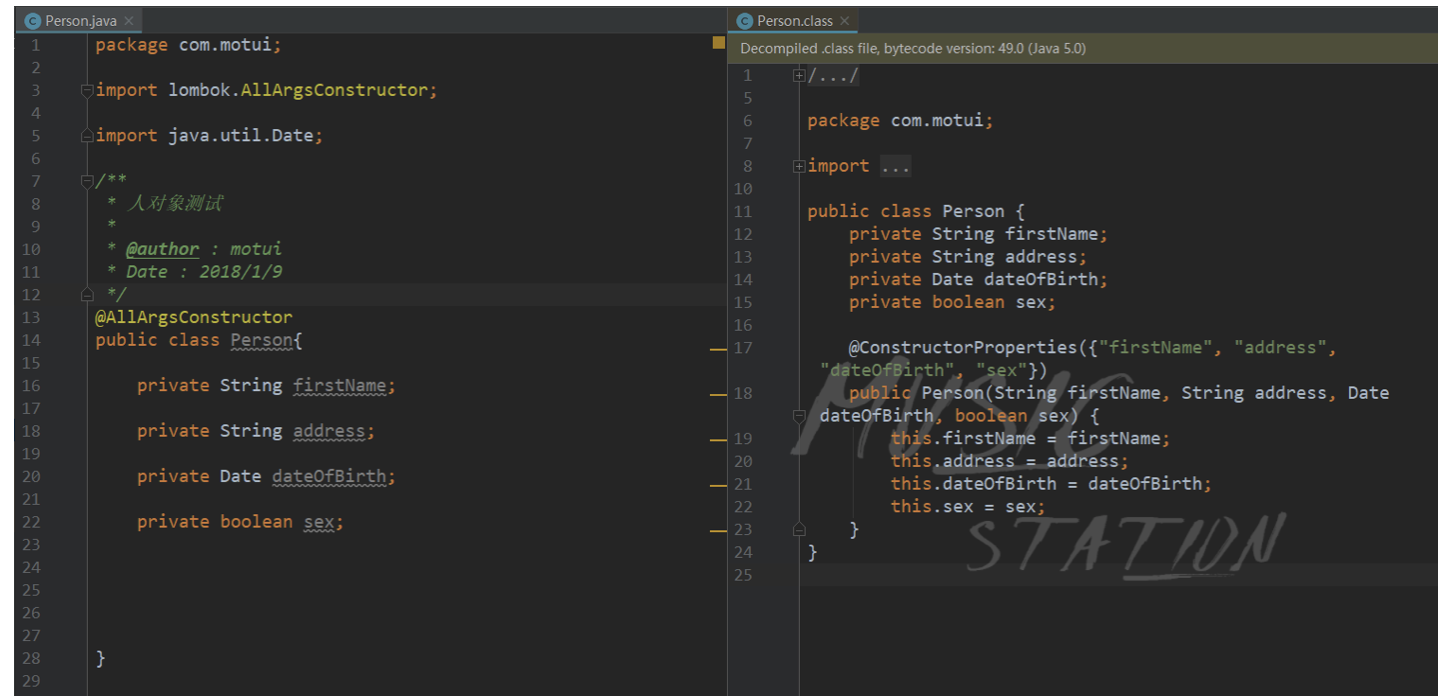 Person.java
1 package com.motui;
2
3 import lombok.AllArgsConstructor;
4
5 import java.util.Date;
6
7 /**
8 * 人对象测试
9 *
10 * @author : motui
11 * Date : 2018/1/9
12 */
13 @AllArgsConstructor
14 public class Person{
15
16 private String firstName;
17
18 private String address;
19
20 private Date dateOfBirth;
21
22 private boolean sex;
23
24
25
26
27
28 }
29
Person.class
Decompiled .class file, bytecode version: 49.0 (Java 5.0)
1 /.../
5
6 package com.motui;
7
8 import ...
10
11 public class Person {
12 private String firstName;
13 private String address;
14 private Date dateOfBirth;
15 private boolean sex;
16
17 @ConstructorProperties({"firstName", "address",
"dateOfBirth", "sex"})
18 public Person(String firstName, String address, Date
dateOfBirth, boolean sex) {
19 this.firstName = firstName;
20 this.address = address;
21 this.dateOfBirth = dateOfBirth;
22 this.sex = sex;
23 }
24 }
25
MUSIC
STATION